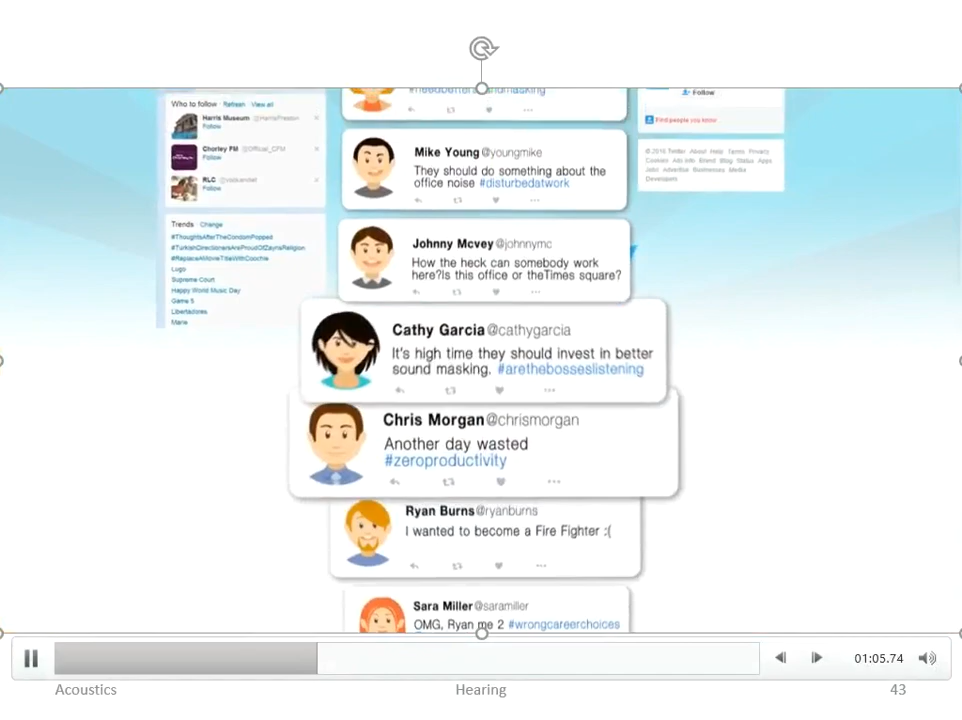 Who to follow · Refresh · View all
Harris Museum @HarrisPreston
Follow
Chorley FM @Official_CFM
Follow
RLC
Follow
Trends · Change
#ThoughtsAfterTheCondomPopped
#TurkishDirectionersAreProudOfZaynsReligion
#ReplaceAMovieTitleWithCoochie
Lugo
Supreme Court
Happy World Music Day
Game 5
Libertadores
Marie
Mike Young@youngmike
They should do something about the
office noise #disturbedatwork
Johnny Mcvey@johnnymc
How the heck can somebody work
here?Is this office or theTimes square?
Cathy Garcia@cathygarcia
It's high time they should invest in better
sound masking. #arethebosseslistening
Chris Morgan@chrismorgan
Another day wasted
#zeroproductivity
Ryan Burns@ryanburns
I wanted to become a Fire Fighter :(
Sara Miller@saramiller
OMG, Ryan me 2 #wrongcareerchoices
Follow
Find people you know
© 2016 Twitter About Help Terms Privacy
Cookies Ads info Brand Blog Status Apps
Jobs Advertise Businesses Media
Developers
01:05.74
Acoustics
Hearing
43